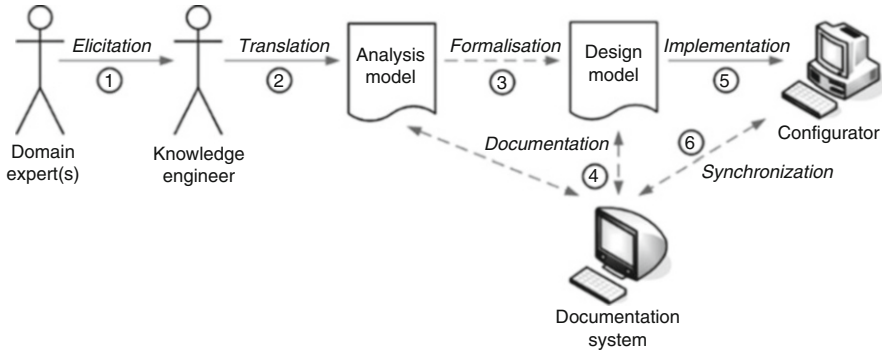 Elicitation
1
Translation
2
Analysis
model
Formalisation
3
Design
model
Implementation
5
Configurator
Domain
expert(s)
Knowledge
engineer
Documentation
4
6
Synchronization
Documentation
system